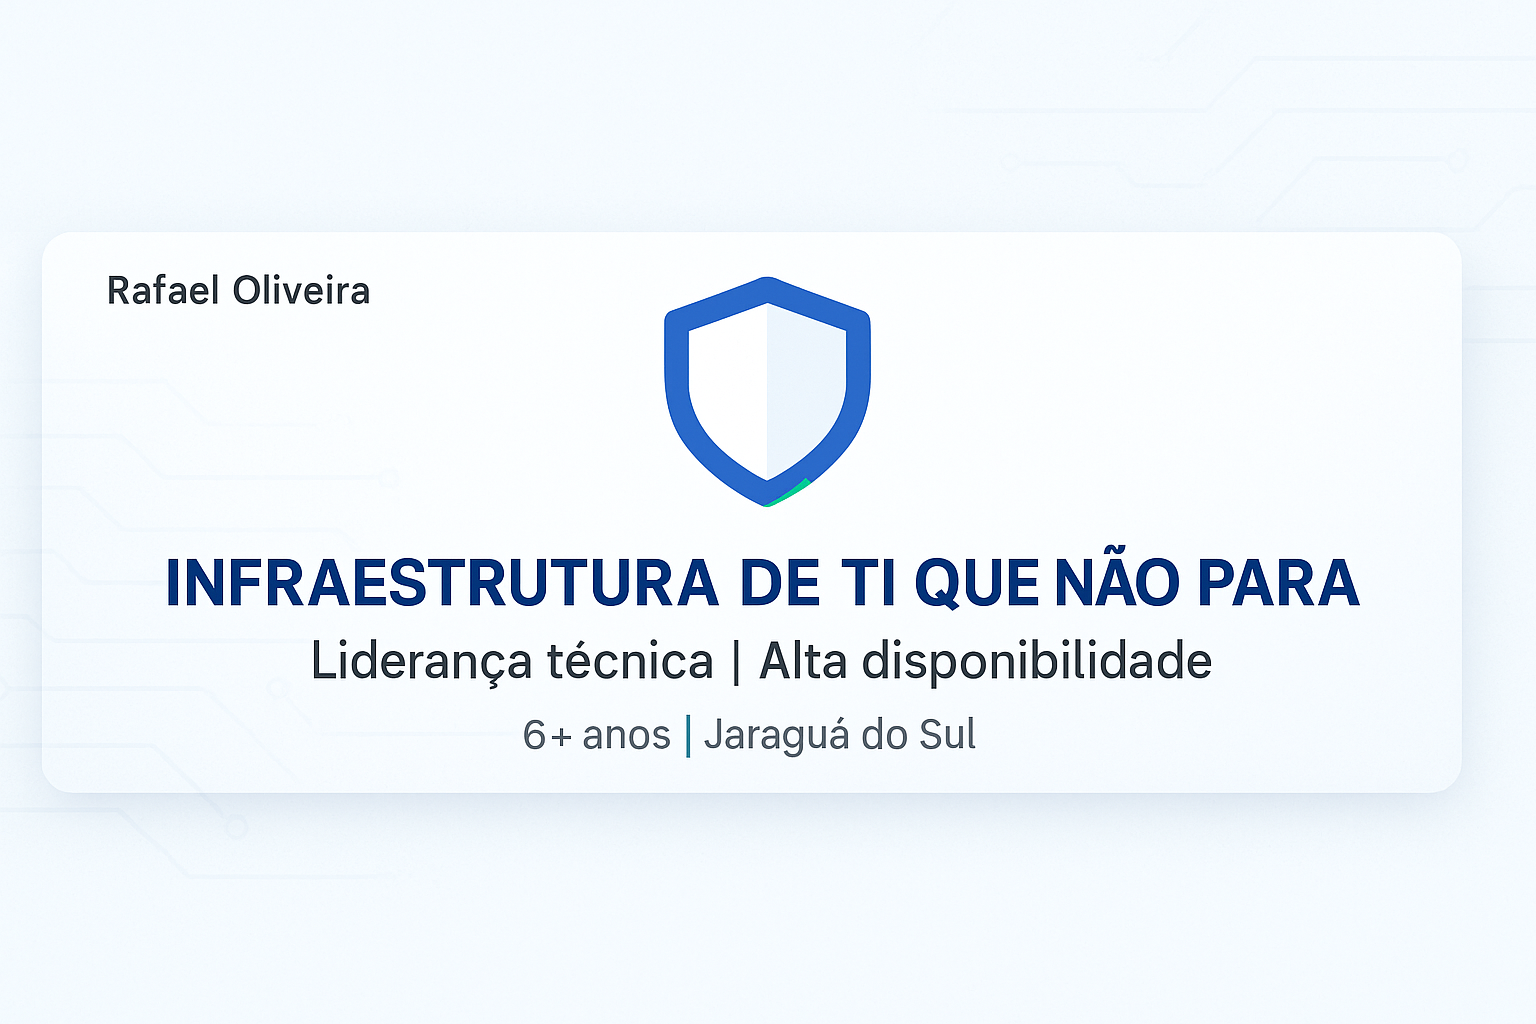 Rafael Oliveira
INFRAESTRUTURA DE TI QUE NÃO PARA
Liderança técnica | Alta disponibilidade
6+ anos | Jaraguá do Sul